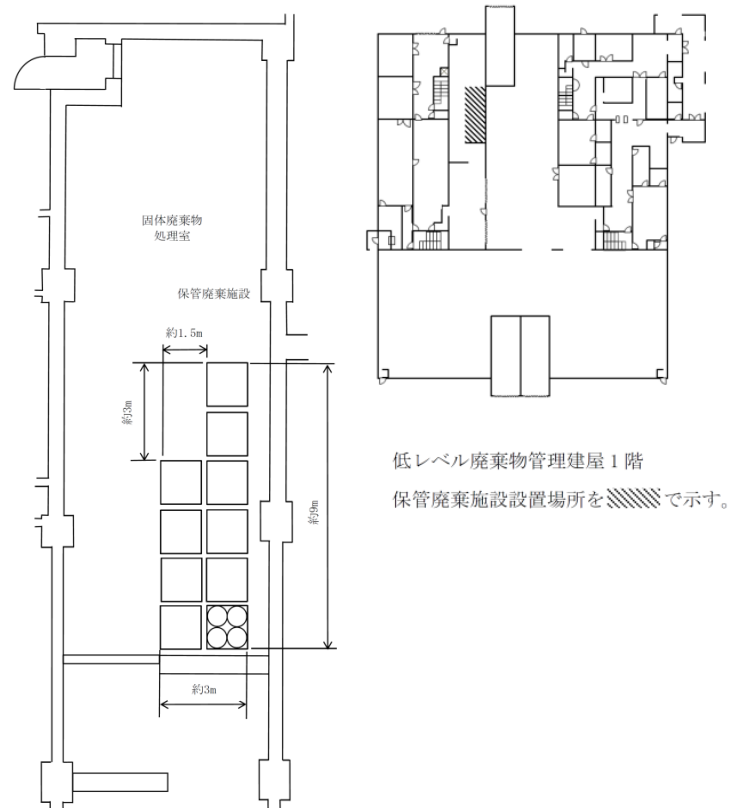 固体廃棄物
処理室
保管廃棄施設
約1.5m
約3m
約9m
約3m
低レベル廃棄物管理建屋1階
保管廃棄施設設置場所を で示す。